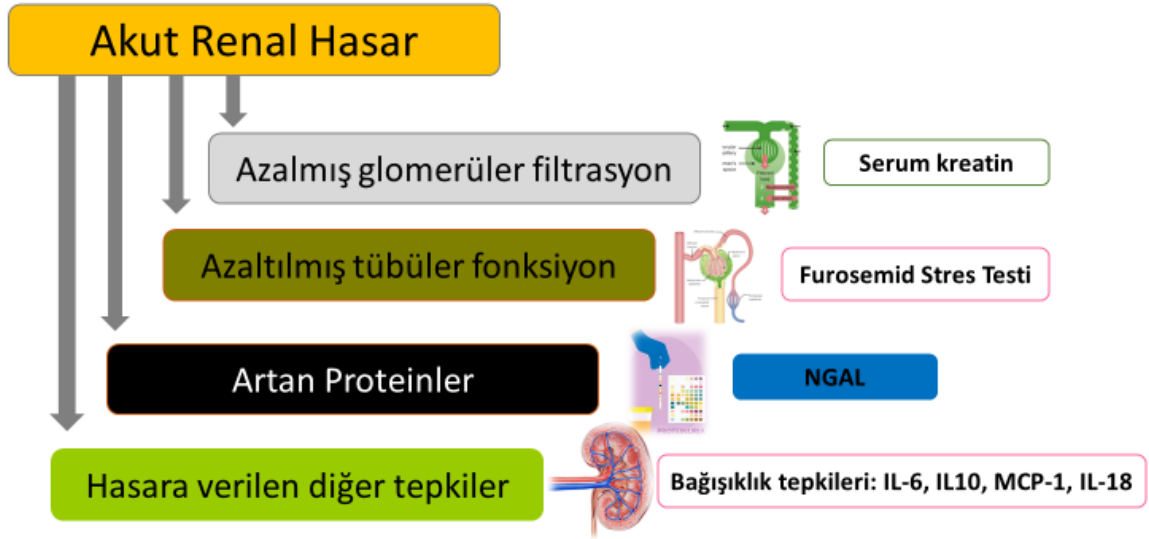 Akut Renal Hasar
Azalmış glomerüler filtrasyon
Serum kreatin
Azaltılmış tübüler fonksiyon
Furosemid Stres Testi
Artan Proteinler
NGAL
PROTEINUREA
Hasara verilen diğer tepkiler
Bağışıklık tepkileri: IL-6, IL10, MCP-1, IL-18